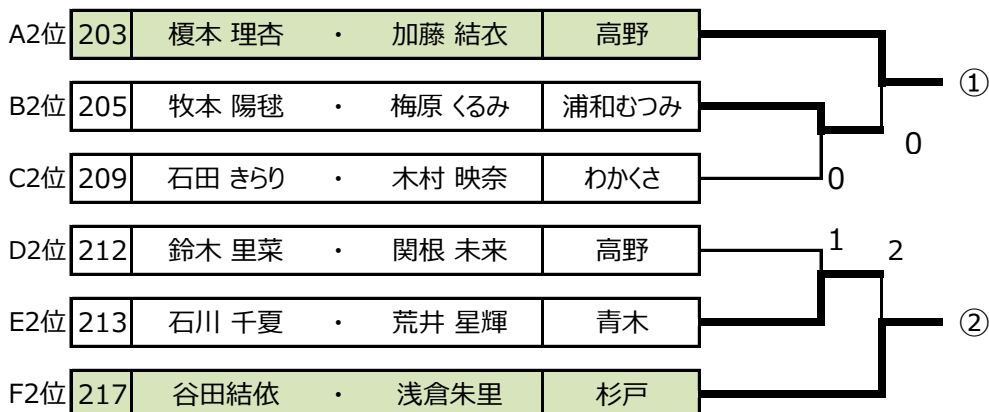 A2位 203 榎本 理杏 ・ 加藤 結衣 高野
①
B2位 205 牧本 陽毬 ・ 梅原 くるみ 浦和むつみ
0
C2位 209 石田 きらり ・ 木村 映奈 わかくさ
0
D2位 212 鈴木 里菜 ・ 関根 未来 高野
1 2
E2位 213 石川 千夏 ・ 荒井 星輝 青木
②
F2位 217 谷田結依 ・ 浅倉朱里 杉戸